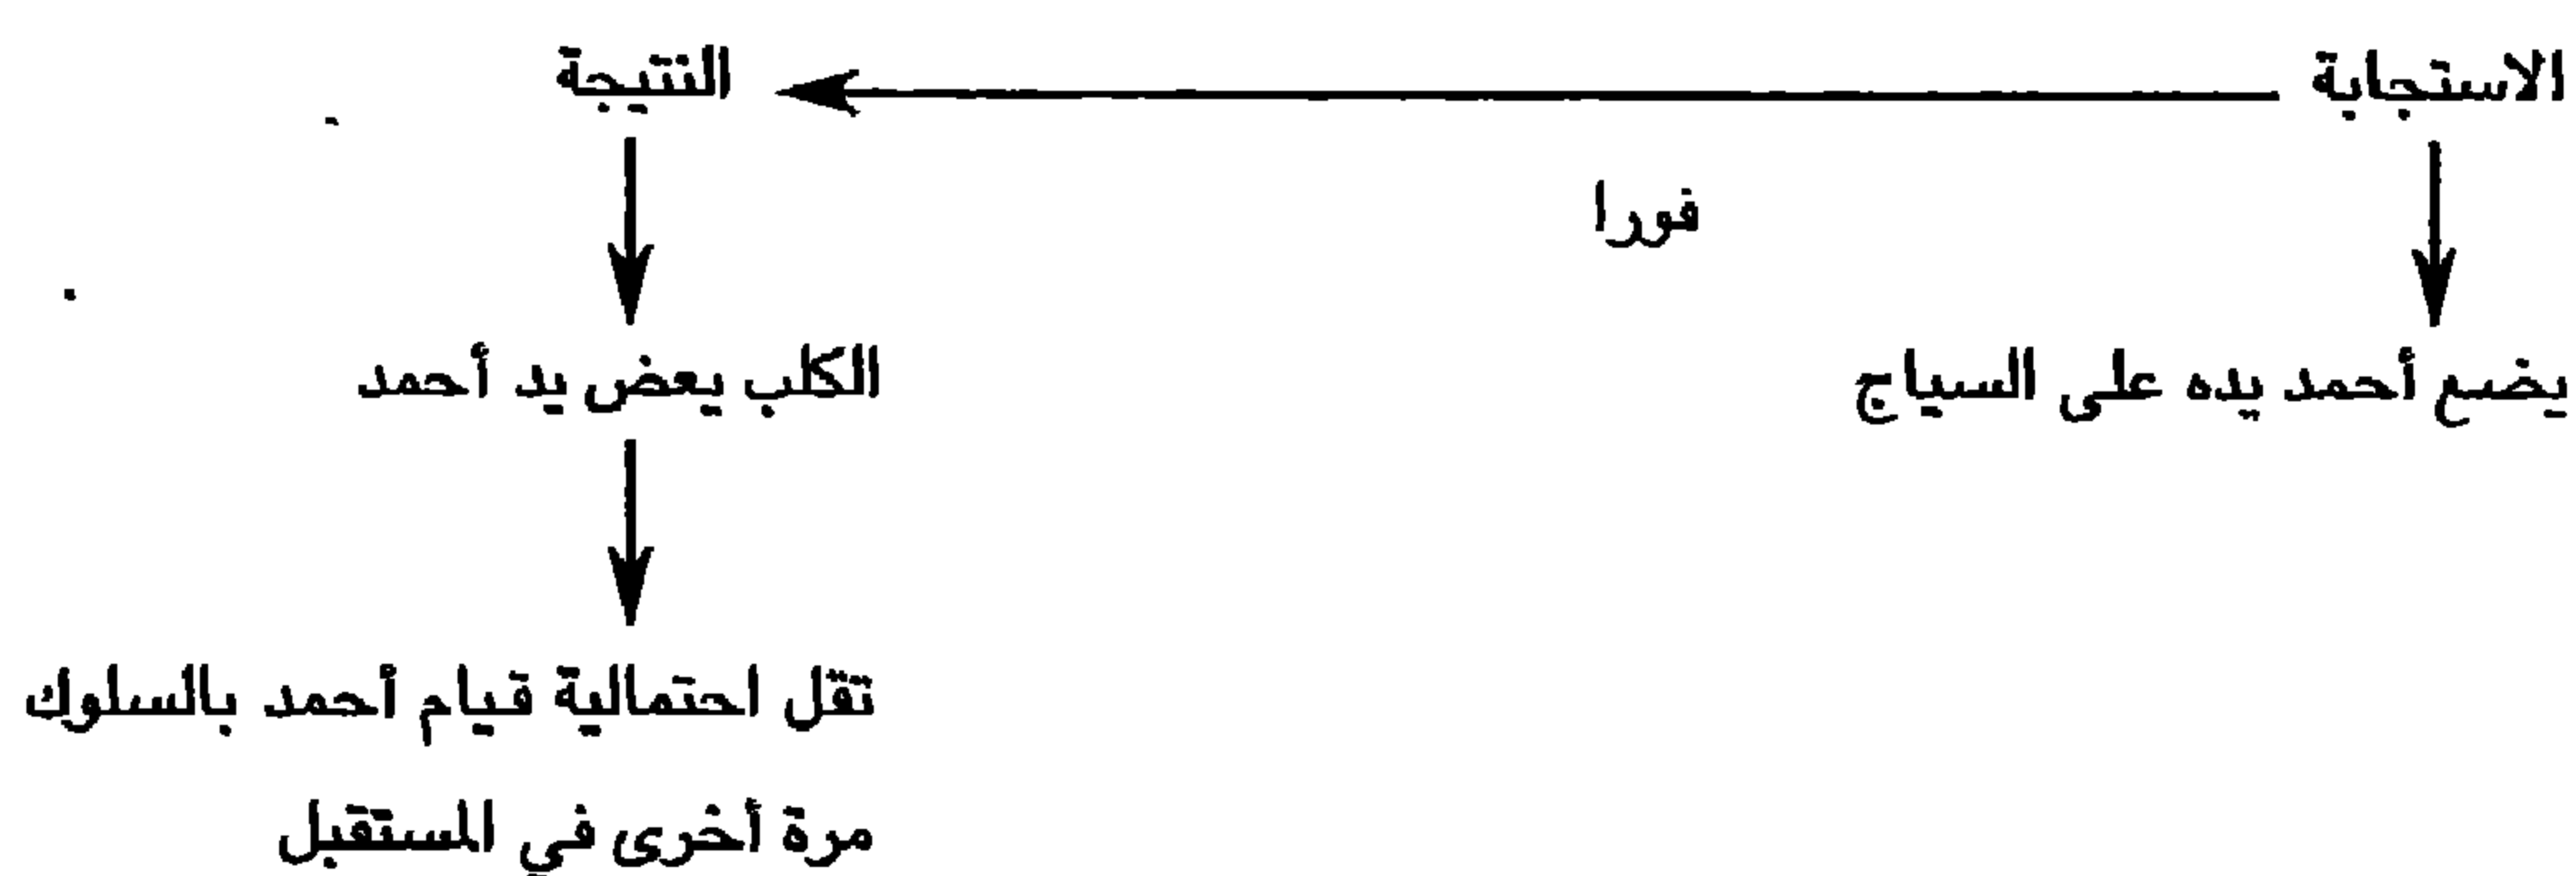 الاستجابة
النتيجة
فورا
يضع أحمد يده على السياج
الكلب يعض يد أحمد
تقل احتمالية قيام أحمد بالسلوك
مرة أخرى في المستقبل